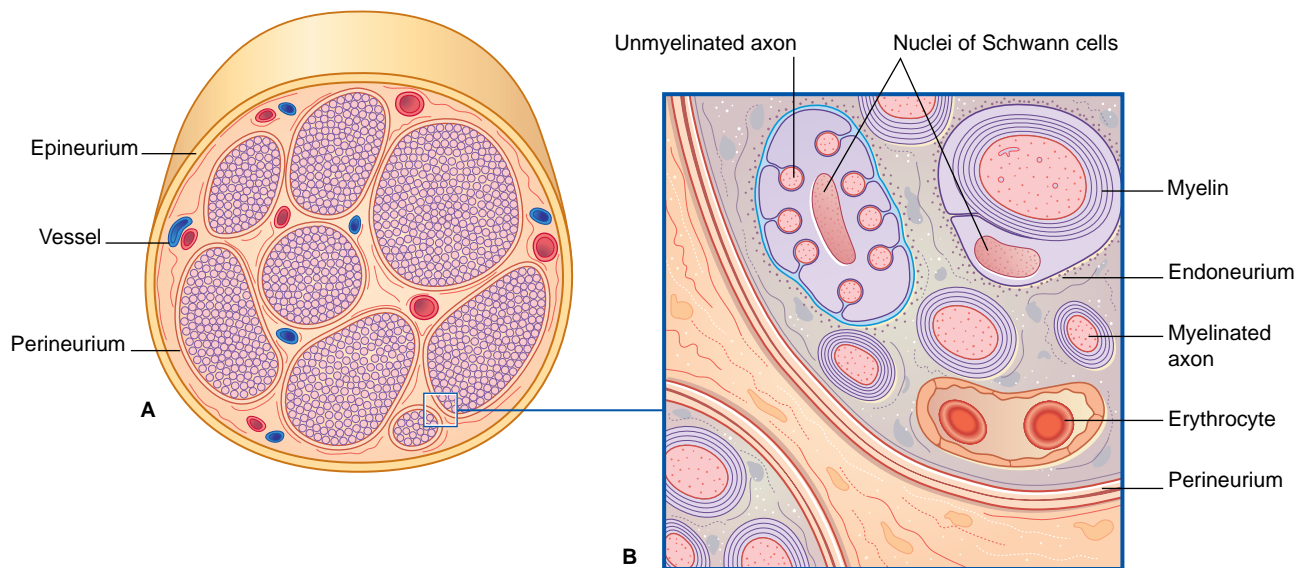 Epineurium
Vessel
Perineurium
A
Unmyelinated axon
Nuclei of Schwann cells
Myelin
Endoneurium
Myelinated
axon
Erythrocyte
Perineurium
B